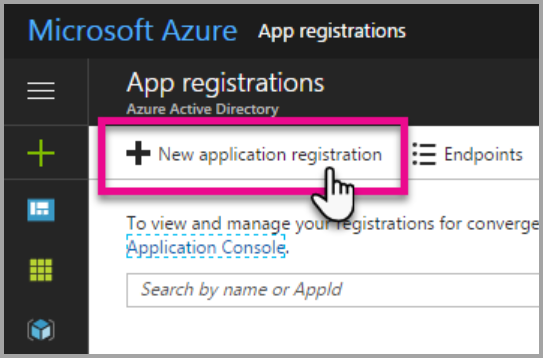 Microsoft Azure App registrations
App registrations
Azure Active Directory
New application registration Endpoints
To view and manage your registrations for converge
Application Console.
Search by name or AppId